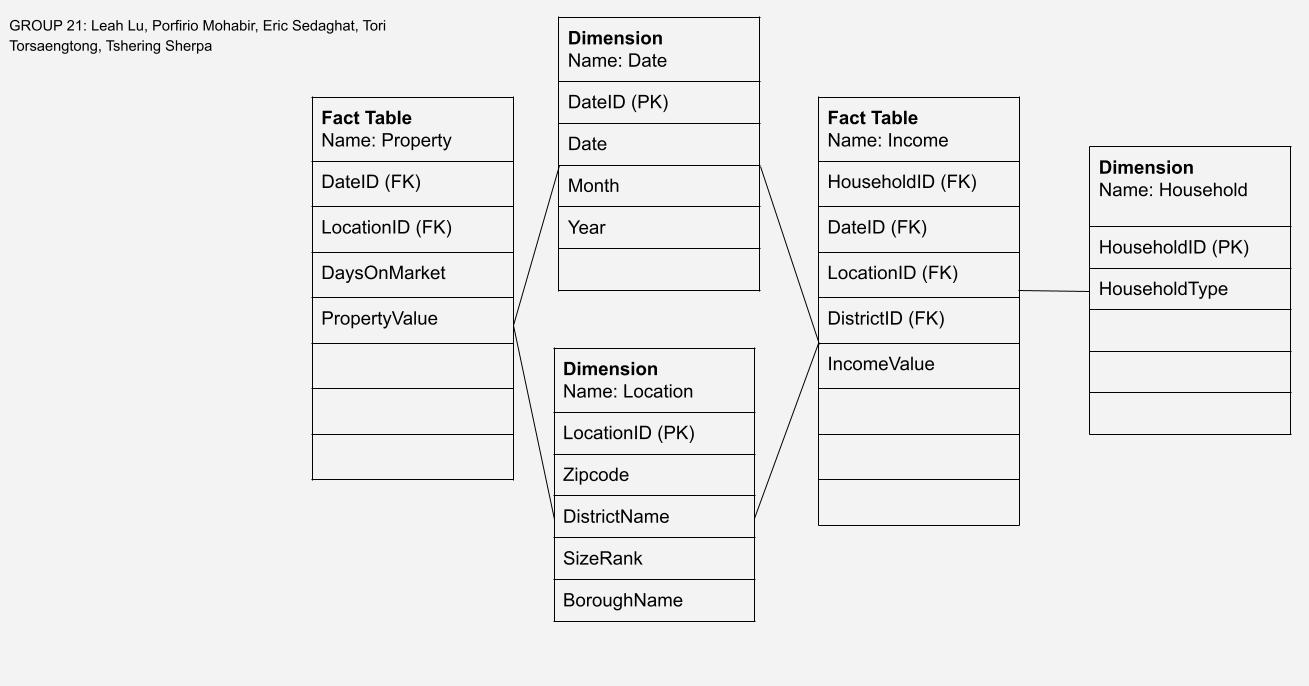 GROUP 21: Leah Lu, Porfirio Mohabir, Eric Sedaghat, Tori
Torsaengtong, Tshering Sherpa
Fact Table
Name: Property
DateID (FK)
LocationID (FK)
DaysOnMarket
PropertyValue
Dimension
Name: Date
DateID (PK)
Date
Month
Year
Dimension
Name: Location
LocationID (PK)
Zipcode
DistrictName
SizeRank
BoroughName
Fact Table
Name: Income
HouseholdID (FK)
DateID (FK)
LocationID (FK)
DistrictID (FK)
IncomeValue
Dimension
Name: Household
HouseholdID (PK)
HouseholdType